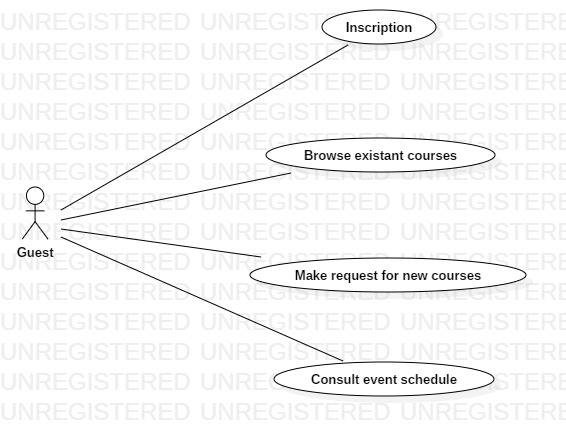 UNREGISTERED UNREGISTERED UNREGISTERED
Inscription
Browse existant courses
Guest
Make request for new courses
Consult event schedule